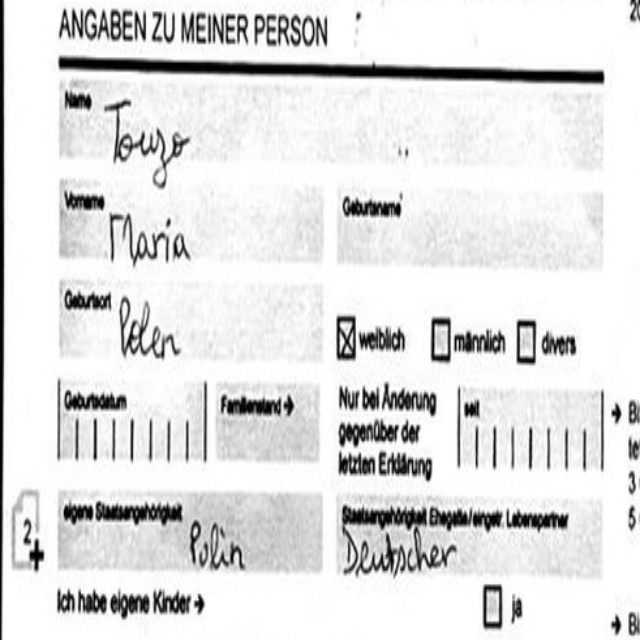 ANGABEN ZU MEINER PERSON
Name
Touzo
Vorname
Maria
Geburtsname
Geburtsort
Polen
weiblich
männlich
divers
Geburtsdatum
Familienstand →
Nur bei Änderung
gegenüber der
letzten Erklärung
seit
eigene Staatsangehörigkeit
Polin
Staatsangehörigkeit Ehegatte/eingetr. Lebenspartner
Deutscher
2
+
Ich habe eigene Kinder →
ja
20
→ Bi
3
5
→ Bi